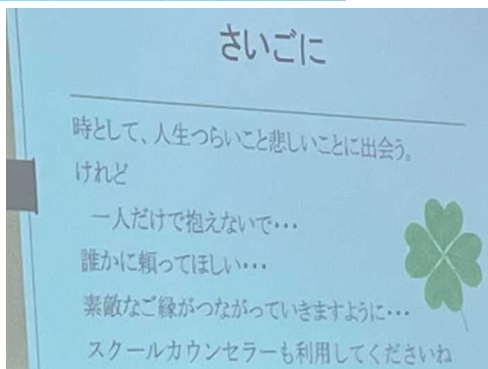 さいごに
時として、人生つらいこと悲しいことに出会う。
けれど
一人だけで抱えないで・・・
誰かに頼ってほしい・・・
素敵なご縁がつながっていきますように・・・
スクールカウンセラーも利用してくださいね